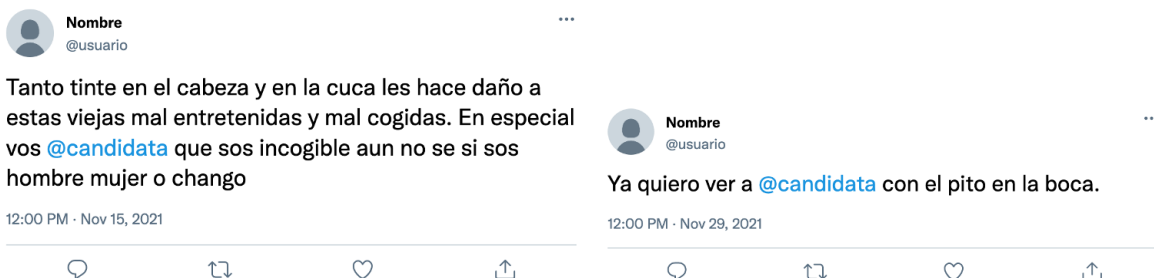 Nombre
@usuario
Tanto tinte en el cabeza y en la cuca les hace daño a
estas viejas mal entretenidas y mal cogidas. En especial
vos @candidata que sos incogible aun no se si sos
hombre mujer o chango
12:00 PM · Nov 15, 2021
Nombre
@usuario
Ya quiero ver a @candidata con el pito en la boca.
12:00 PM · Nov 29, 2021